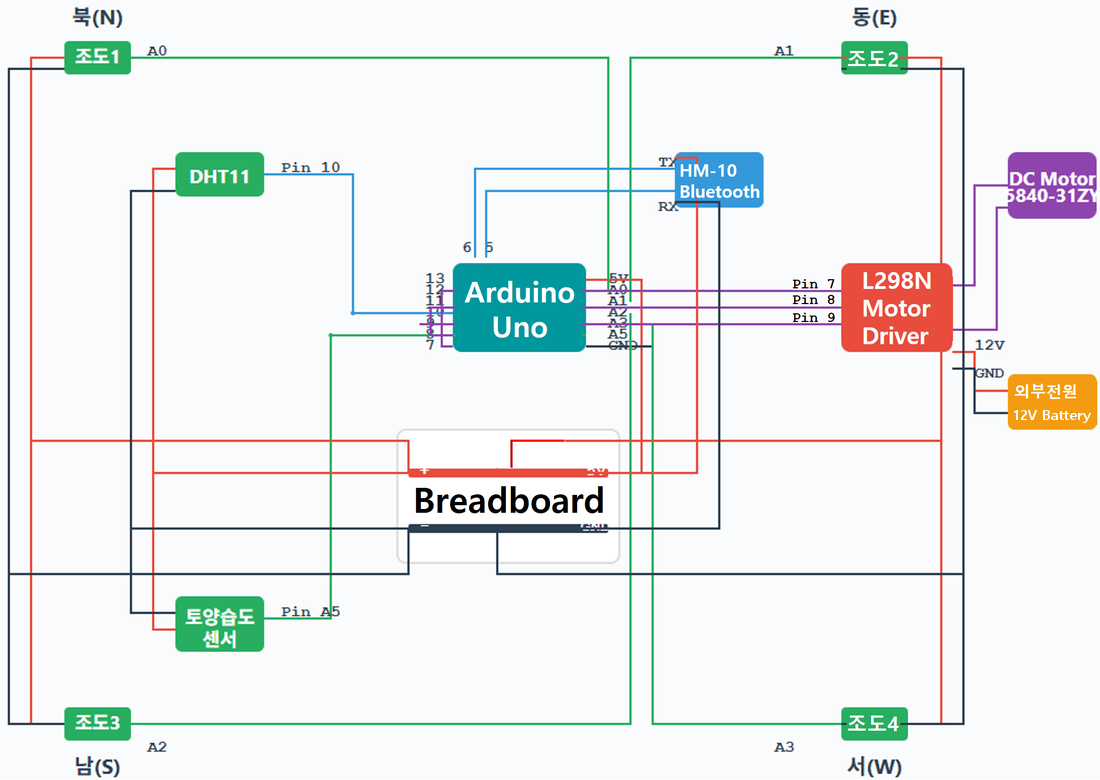 북(N)
동(E)
조도1
A0
A1
조도2
DHT11
Pin 10
TX
HM-10
Bluetooth
RX
DC Motor
5840-31ZY
6
5
13
12
11
10
9
8
7
Arduino
Uno
5V
A0
A1
A2
A3
A5
GND
Pin 7
Pin 8
Pin 9
L298N
Motor
Driver
12V
GND
외부전원
12V Battery
+
5V
Breadboard
−
GND
토양습도
센서
Pin A5
조도3
A2
A3
조도4
남(S)
서(W)